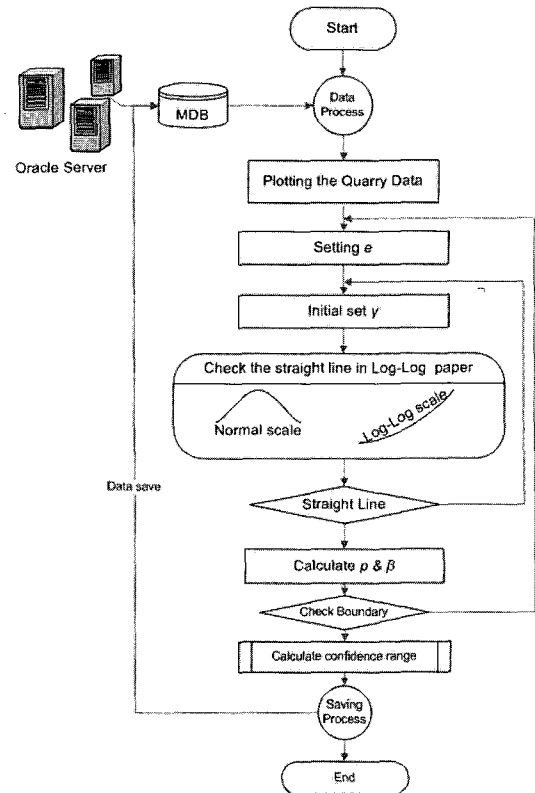 Start
Oracle Server
MDB
Data
Process
Plotting the Quarry Data
Setting e
Initial set γ
Check the straight line in Log-Log paper
Normal scale
Log-Log scale
Data save
Straight Line
Calculate ρ & β
Check Boundary
Calculate confidence range
Saving
Process
End